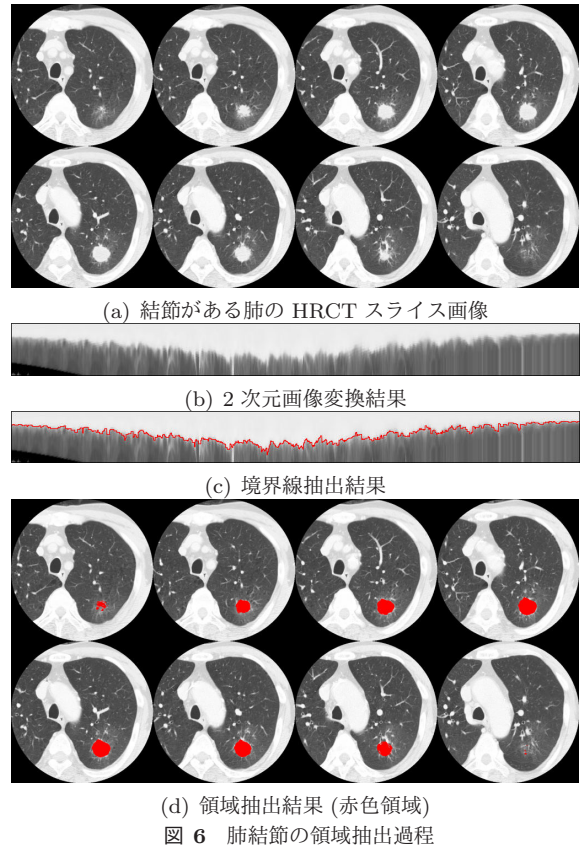 (a) 結節がある肺の HRCT スライス画像
(b) 2 次元画像変換結果
(c) 境界線抽出結果
(d) 領域抽出結果 (赤色領域)
図 6 肺結節の領域抽出過程